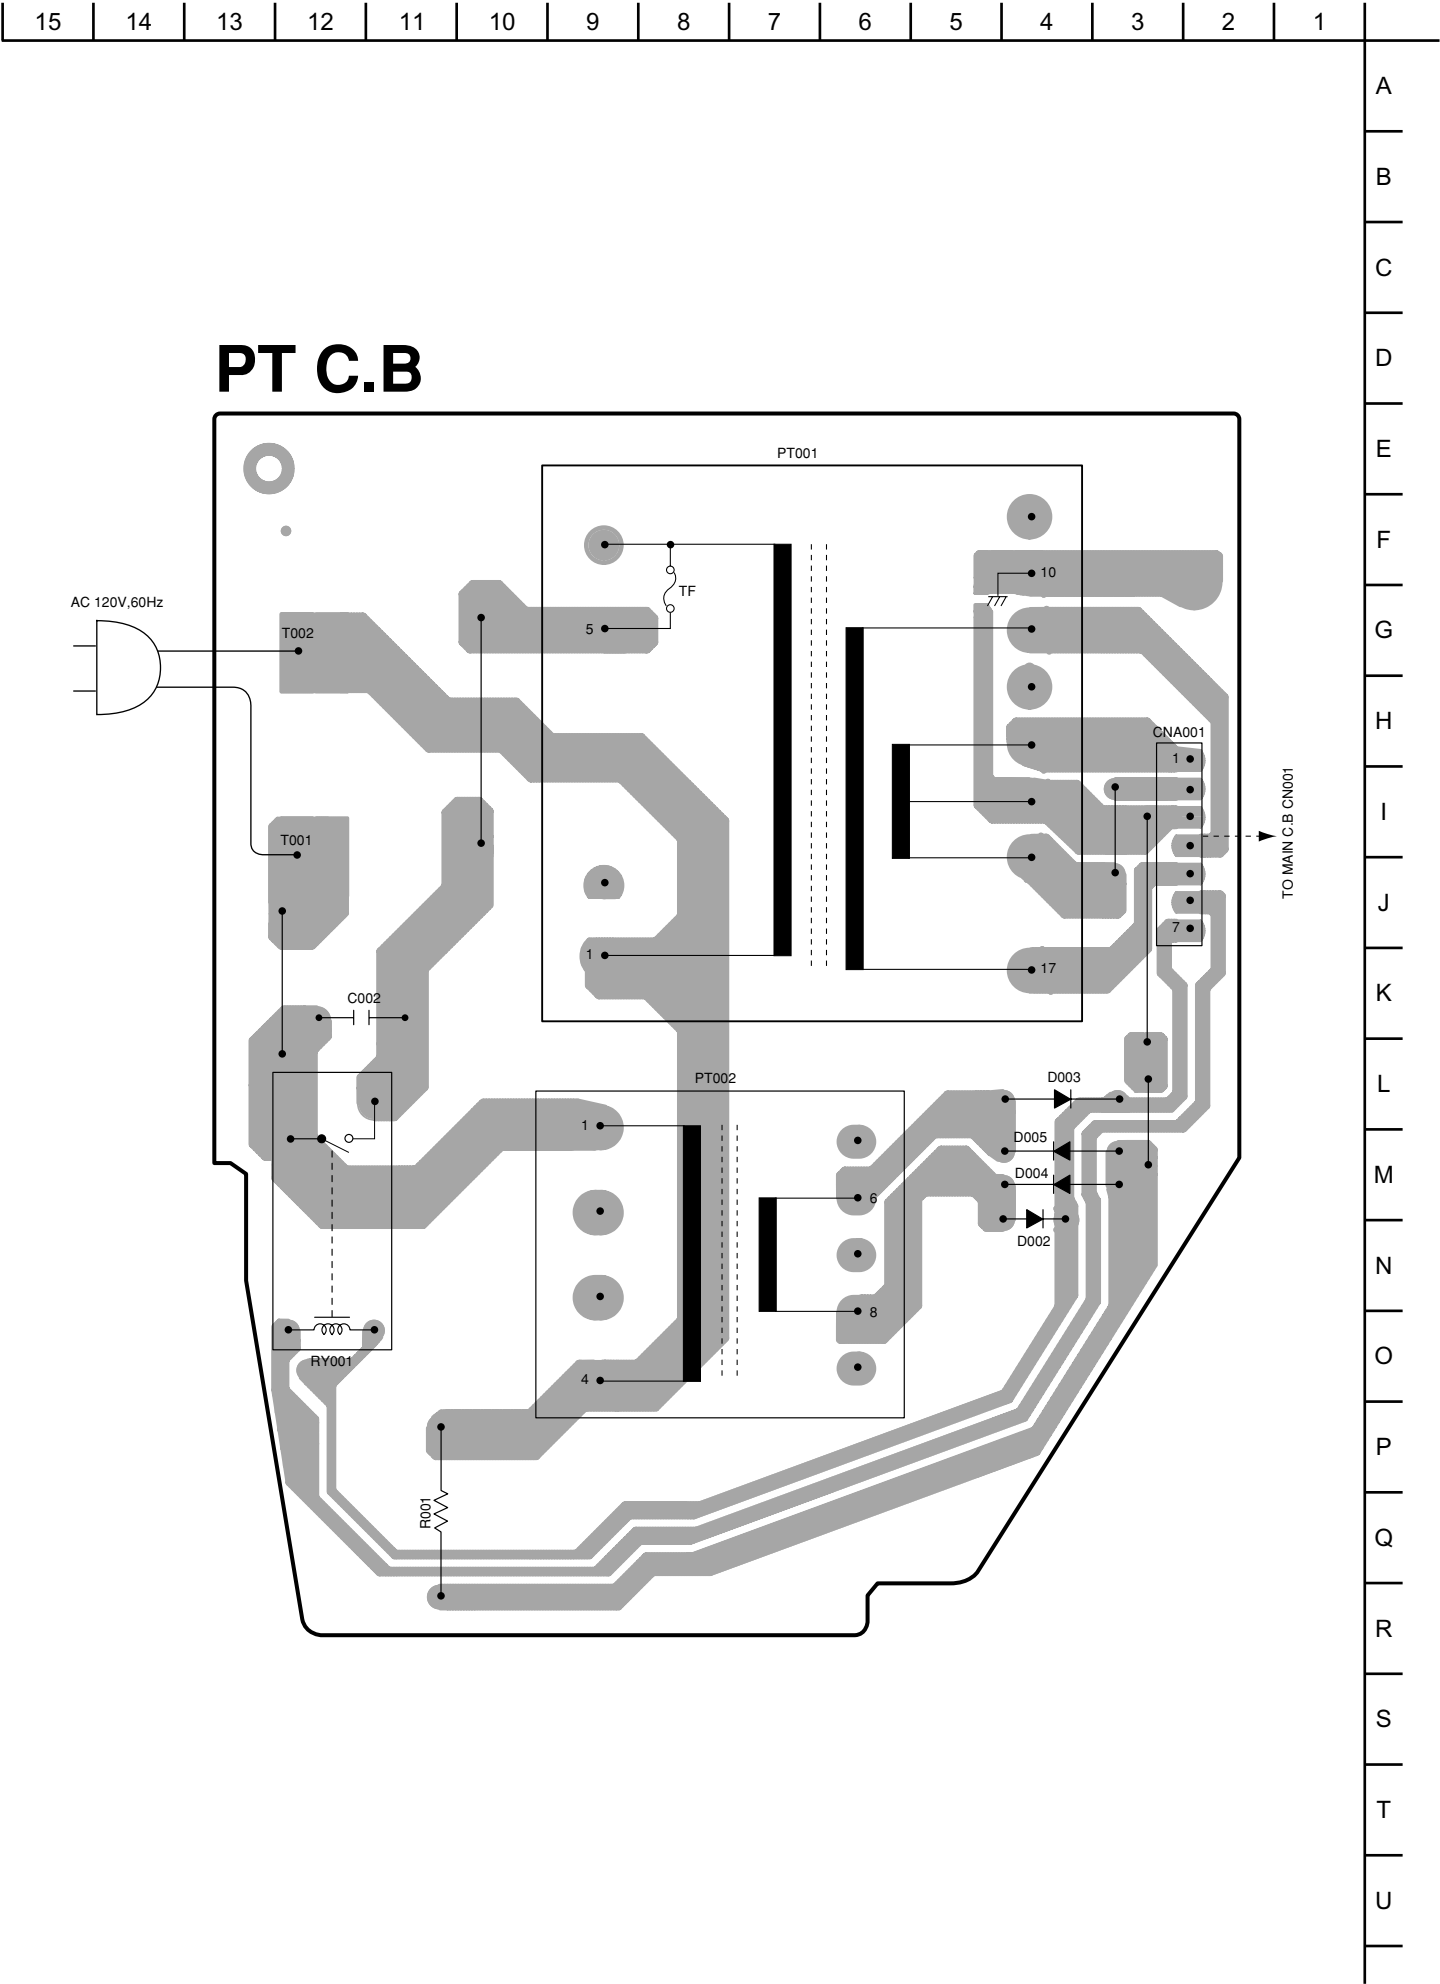 15 14 13 12 11 10 9 8 7 6 5 4 3 2 1
A
B
C
D
PT C.B
E
PT001
F
10
TF
AC 120V,60Hz
5
G
T002
H
CNA001
1
I
TO MAIN C.B CN001
T001
J
7
1
17
K
C002
L
PT002
D003
1
D005
M
D004
6
D002
N
8
O
RY001
4
P
R001
Q
R
S
T
U